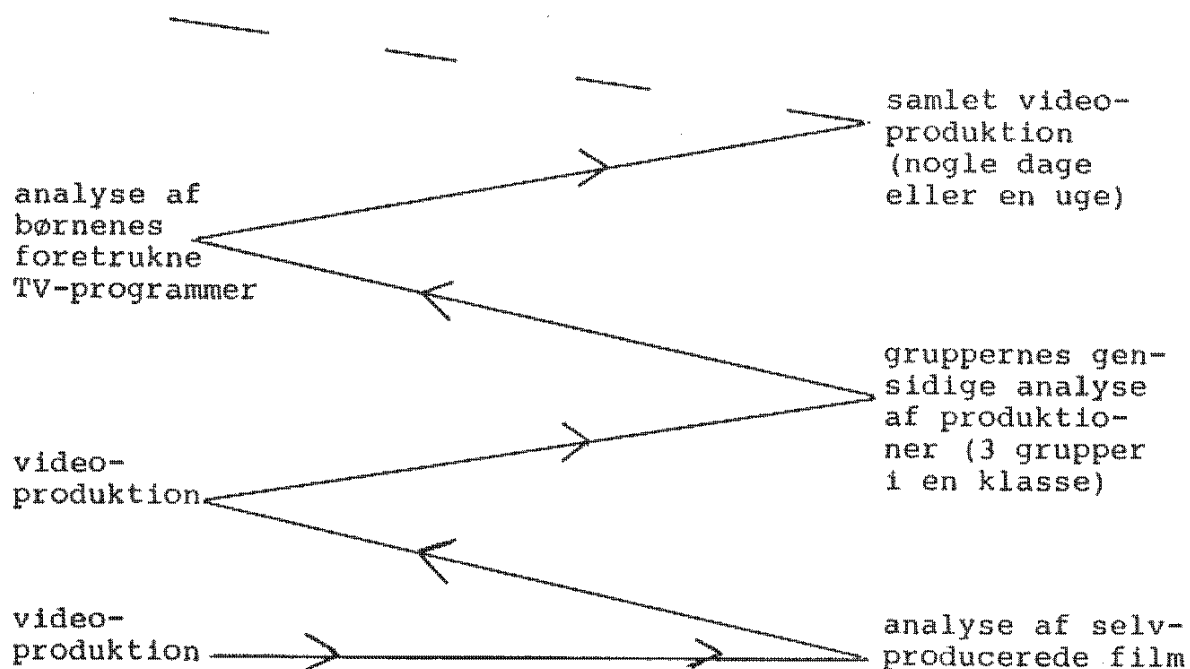 samlet video-
produktion
(nogle dage
eller en uge)
analyse af
børnenes
foretrukne
TV-programmer
gruppernes gen-
sidige analyse
af produktio-
ner (3 grupper
i en klasse)
video-
produktion
video-
produktion
analyse af selv-
producerede film